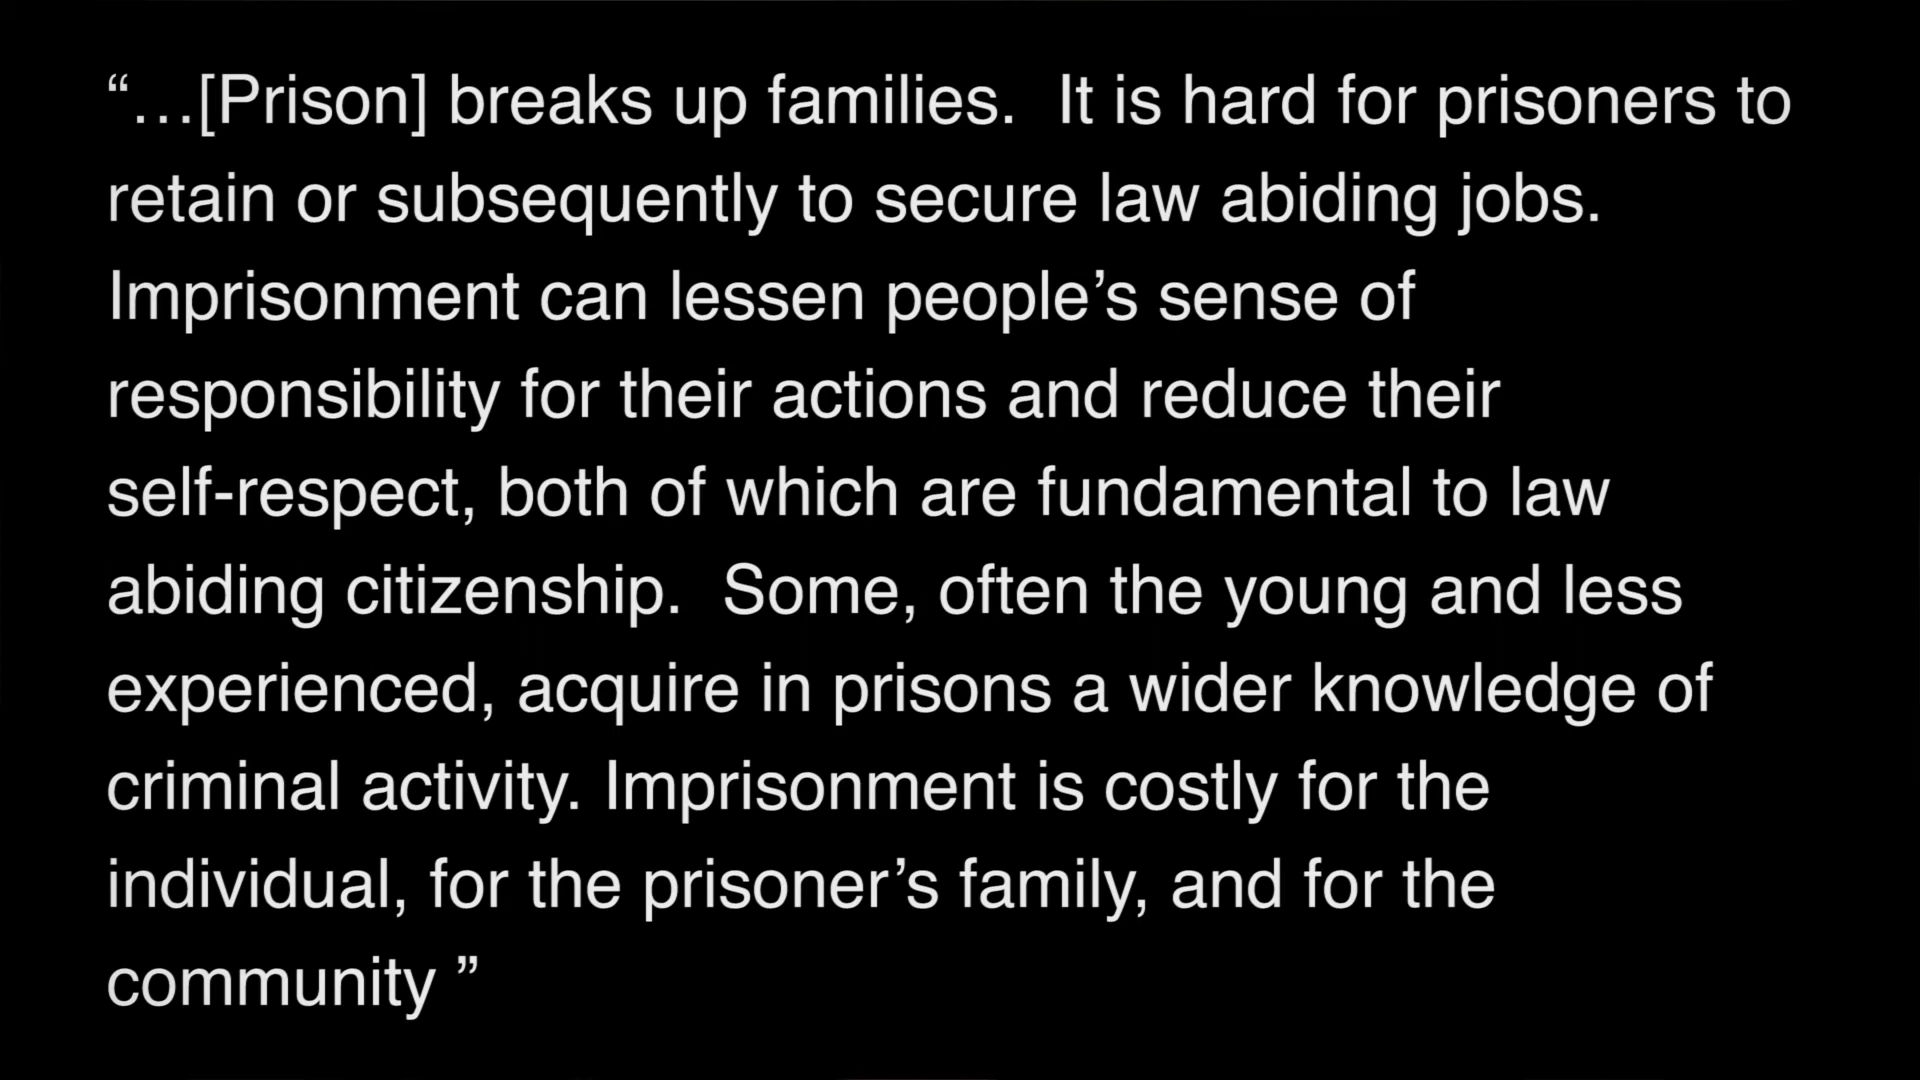 “…[Prison] breaks up families.  It is hard for prisoners to
retain or subsequently to secure law abiding jobs.
Imprisonment can lessen people’s sense of
responsibility for their actions and reduce their
self-respect, both of which are fundamental to law
abiding citizenship.  Some, often the young and less
experienced, acquire in prisons a wider knowledge of
criminal activity. Imprisonment is costly for the
individual, for the prisoner’s family, and for the
community ”